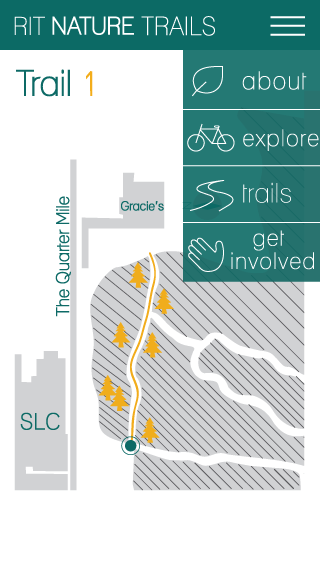 RIT NATURE TRAILS
Trail 1
about
explore
trails
get
involved
Gracie's
The Quarter Mile
SLC